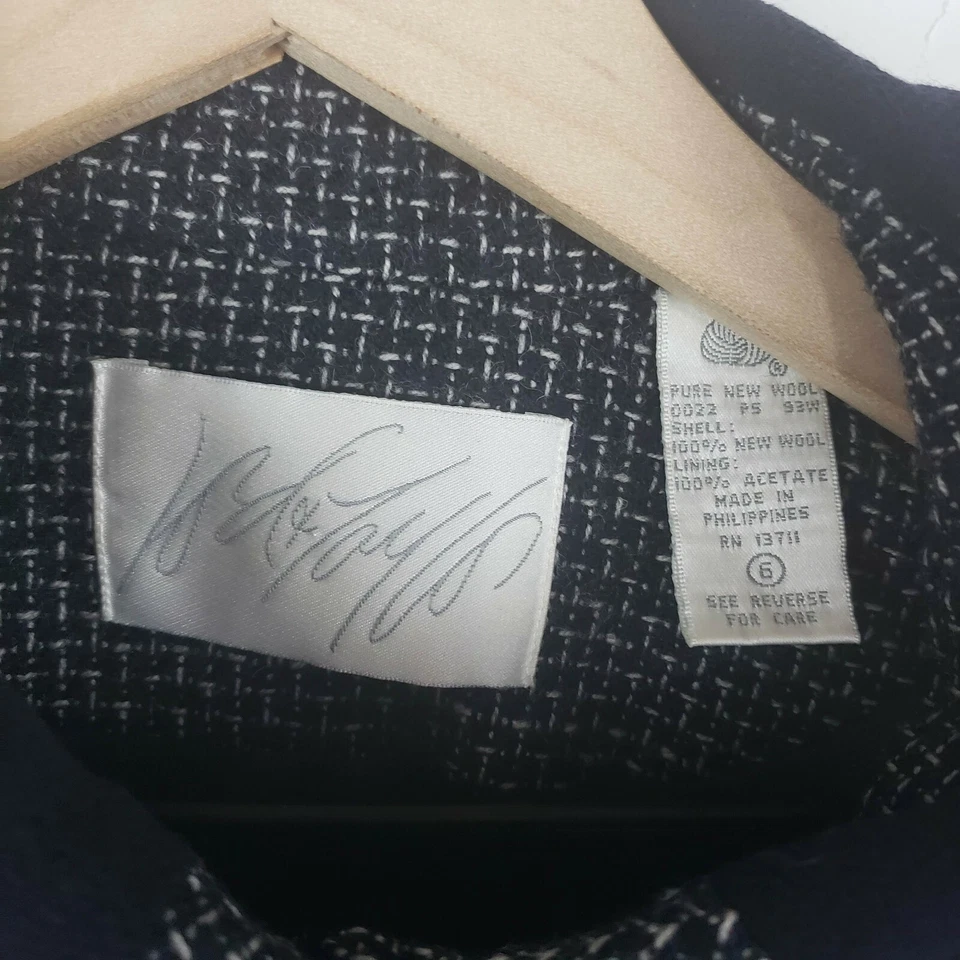 PURE NEW WOOL
0022 PS 93W
SHELL:
100% NEW WOOL
LINING:
100% ACETATE
MADE IN
PHILIPPINES
RN 13711
6
SEE REVERSE
FOR CARE